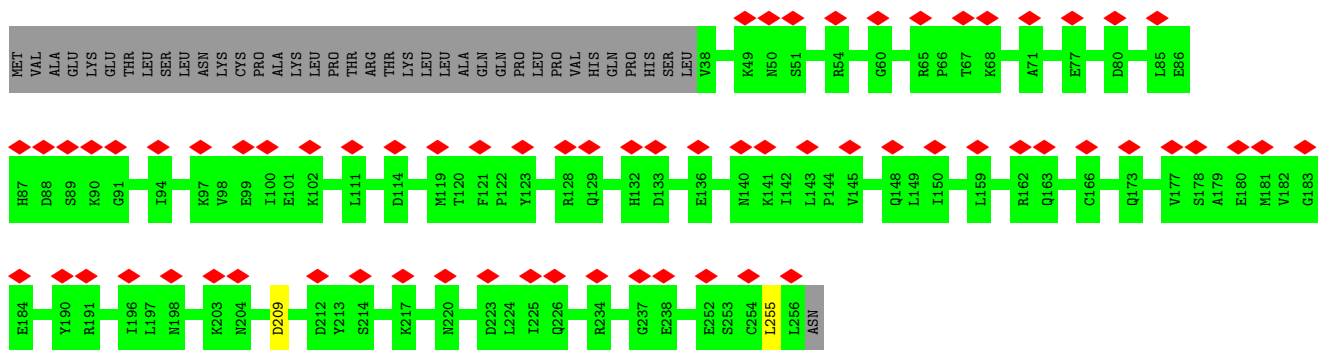 MET VAL ALA GLU LYS GLU THR LEU SER LEU ASN LYS CYS PRO ALA LYS LEU PRO THR ARG THR LYS LEU LEU ALA GLN GLN PRO LEU PRO VAL HIS GLN PRO HIS SER LEU V38 K49 N50 S51 R54 G60 R65 P66 T67 K68 A71 E77 D80 L85 E86
H87 D88 S89 K90 G91 I94 K97 V98 E99 I100 E101 K102 L111 D114 M119 T120 F121 P122 Y123 R128 Q129 H132 D133 E136 N140 K141 I142 L143 P144 V145 Q148 L149 I150 L159 R162 Q163 C166 Q173 V177 S178 A179 E180 M181 V182 G183
E184 Y190 R191 I196 L197 N198 K203 N204 D209 D212 Y213 S214 K217 N220 D223 L224 I225 Q226 R234 G237 E238 E252 S253 C254 L255 L256 ASN